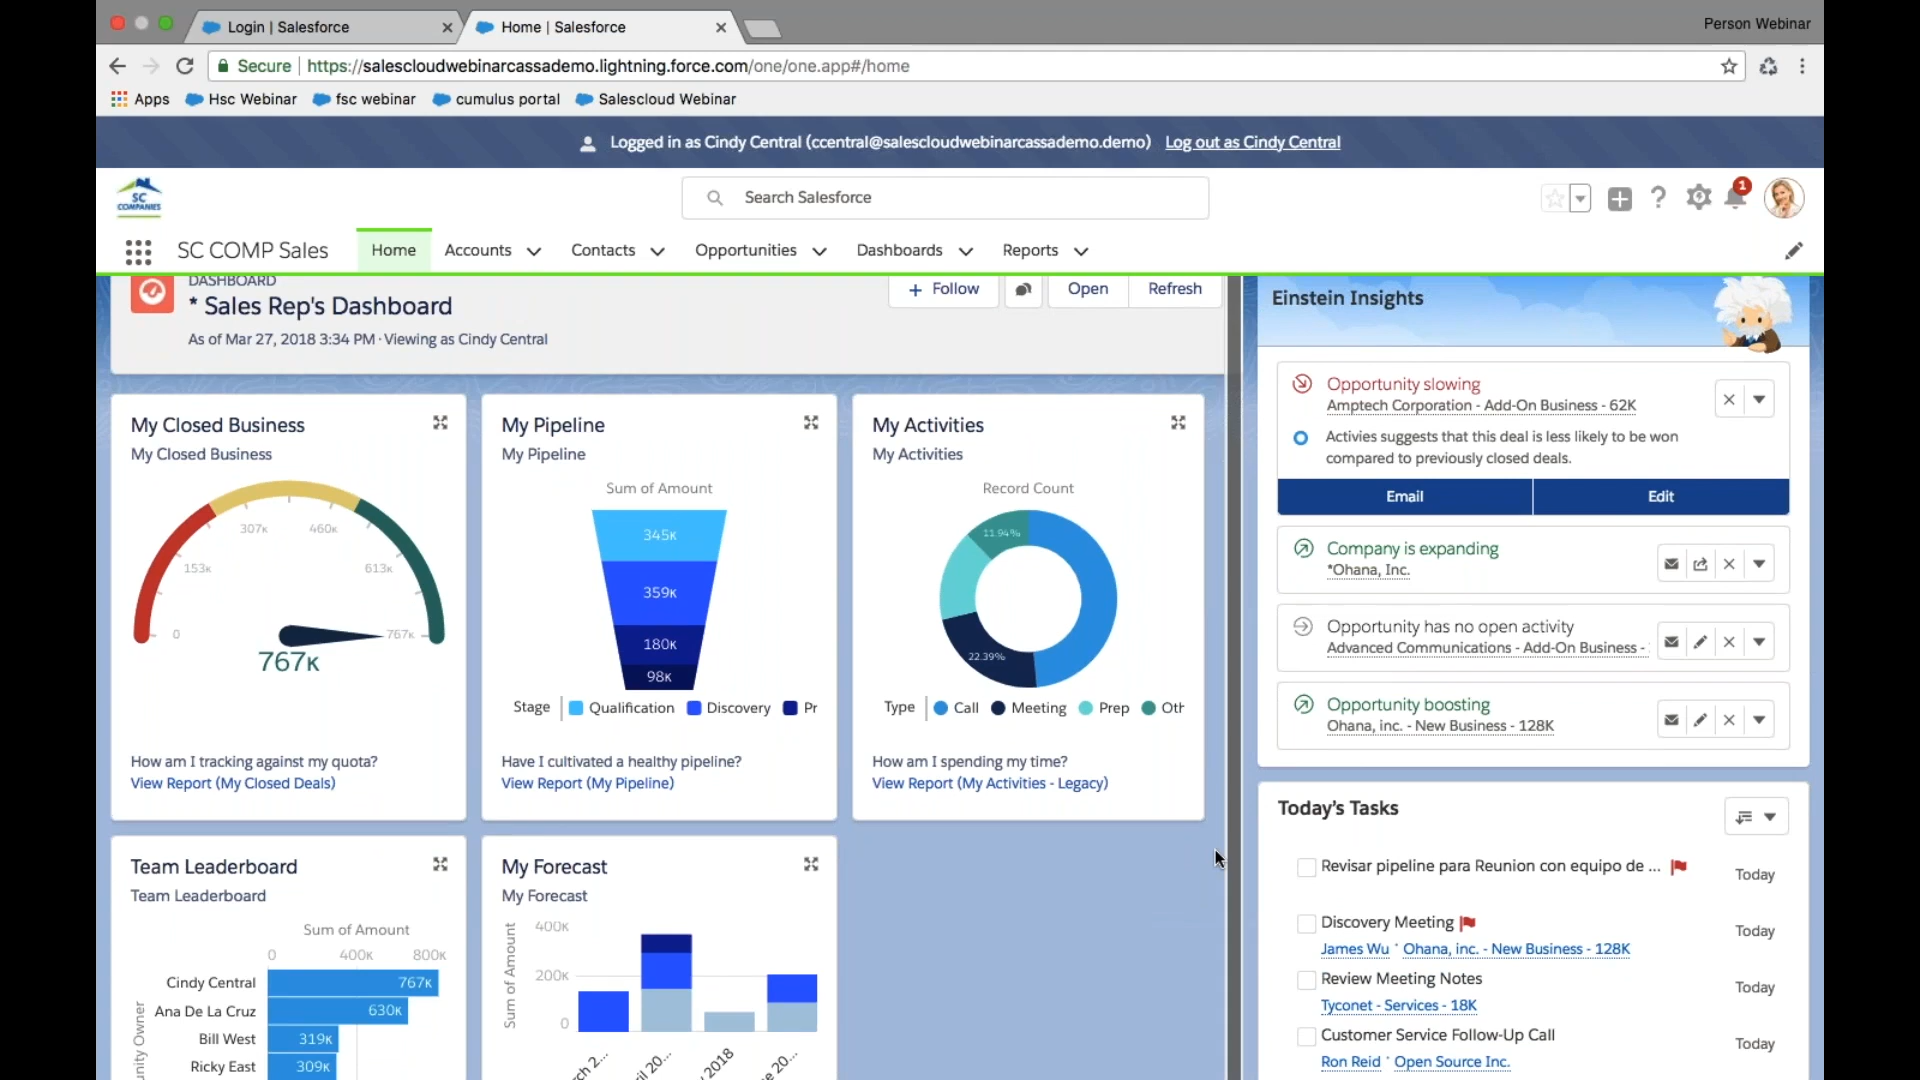 Login | Salesforce
Home | Salesforce
Person Webinar
Secure
https://salescloudwebinarcassademo.lightning.force.com/one/one.app#/home
Apps
Hsc Webinar
fsc webinar
cumulus portal
Salescloud Webinar
Logged in as Cindy Central (ccentral@salescloudwebinarcassademo.demo) Log out as Cindy Central
SC
COMPANIES
Search Salesforce
1
SC COMP Sales
Home
Accounts
Contacts
Opportunities
Dashboards
Reports
DASHBOARD
* Sales Rep's Dashboard
As of Mar 27, 2018 3:34 PM · Viewing as Cindy Central
+ Follow
Open
Refresh
My Closed Business
My Closed Business
307K
460K
153K
613K
0
767K
767K
How am I tracking against my quota?
View Report (My Closed Deals)
My Pipeline
My Pipeline
Sum of Amount
345K
359K
180K
98K
Stage
Qualification
Discovery
Pr
Have I cultivated a healthy pipeline?
View Report (My Pipeline)
My Activities
My Activities
Record Count
11.94%
22.39%
Type
Call
Meeting
Prep
Oth
How am I spending my time?
View Report (My Activities - Legacy)
Team Leaderboard
Team Leaderboard
Sum of Amount
0
400K
800K
Cindy Central
767K
Ana De La Cruz
630K
Bill West
319K
Ricky East
309K
unity Owner
My Forecast
My Forecast
400K
200K
0
Sum of Amount
ch 2...
il 20...
2018
e 20...
Einstein Insights
Opportunity slowing
Amptech Corporation - Add-On Business - 62K
Activies suggests that this deal is less likely to be won
compared to previously closed deals.
Email
Edit
Company is expanding
*Ohana, Inc.
Opportunity has no open activity
Advanced Communications - Add-On Business -
Opportunity boosting
Ohana, inc. - New Business - 128K
Today's Tasks
Revisar pipeline para Reunion con equipo de ...
Today
Discovery Meeting
Today
James Wu · Ohana, inc. - New Business - 128K
Review Meeting Notes
Today
Tyconet - Services - 18K
Customer Service Follow-Up Call
Today
Ron Reid · Open Source Inc.